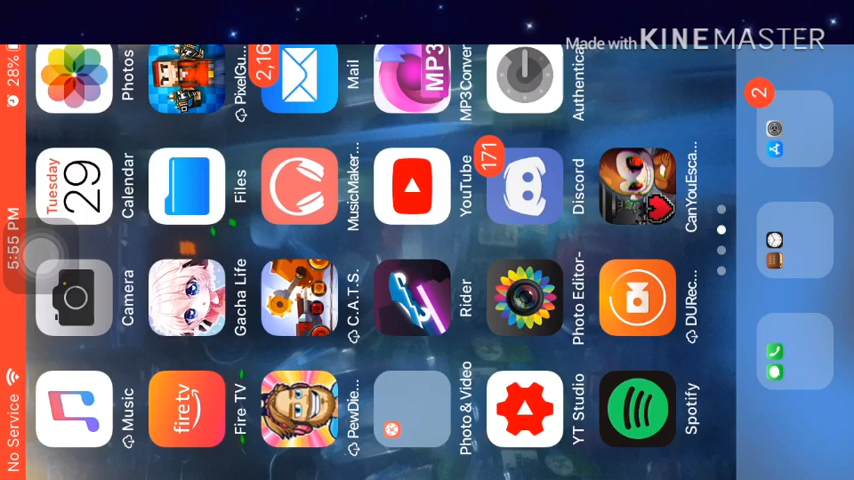 Made with KINEMASTER
No Service
5:55 PM
28%
Music
Camera
Tuesday
29
Calendar
Photos
fire tv
Fire TV
Gacha Life
Files
PixelGu...
PewDie...
C.A.T.S.
MusicMaker...
2,16
Mail
Photo & Video
Rider
YouTube
MP3
MP3Conver
YT Studio
Photo Editor-
171
Discord
Authentica
Spotify
DURec...
CanYouEsca...
2